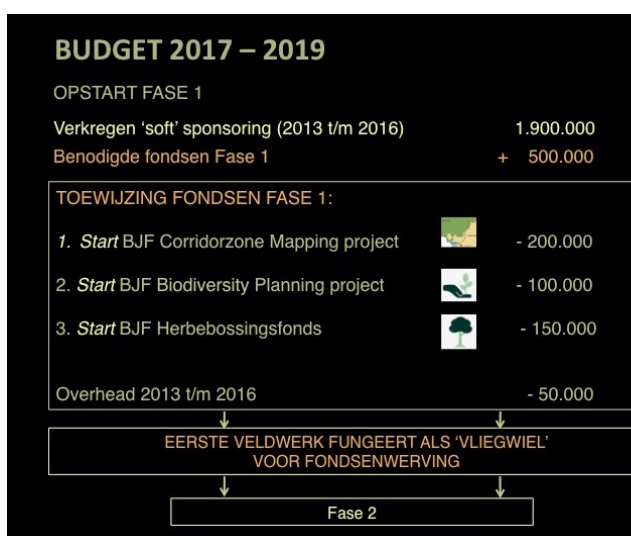 BUDGET 2017 – 2019
OPSTART FASE 1
Verkregen ‘soft’ sponsoring (2013 t/m 2016) 1.900.000
Benodigde fondsen Fase 1 + 500.000
TOEWIJZING FONDSEN FASE 1:
1. Start BJF Corridorzone Mapping project - 200.000
2. Start BJF Biodiversity Planning project - 100.000
3. Start BJF Herbebossingsfonds - 150.000
Overhead 2013 t/m 2016 - 50.000
EERSTE VELDWERK FUNGEERT ALS ‘VLIEGWIEL’
VOOR FONDSENWERVING
Fase 2